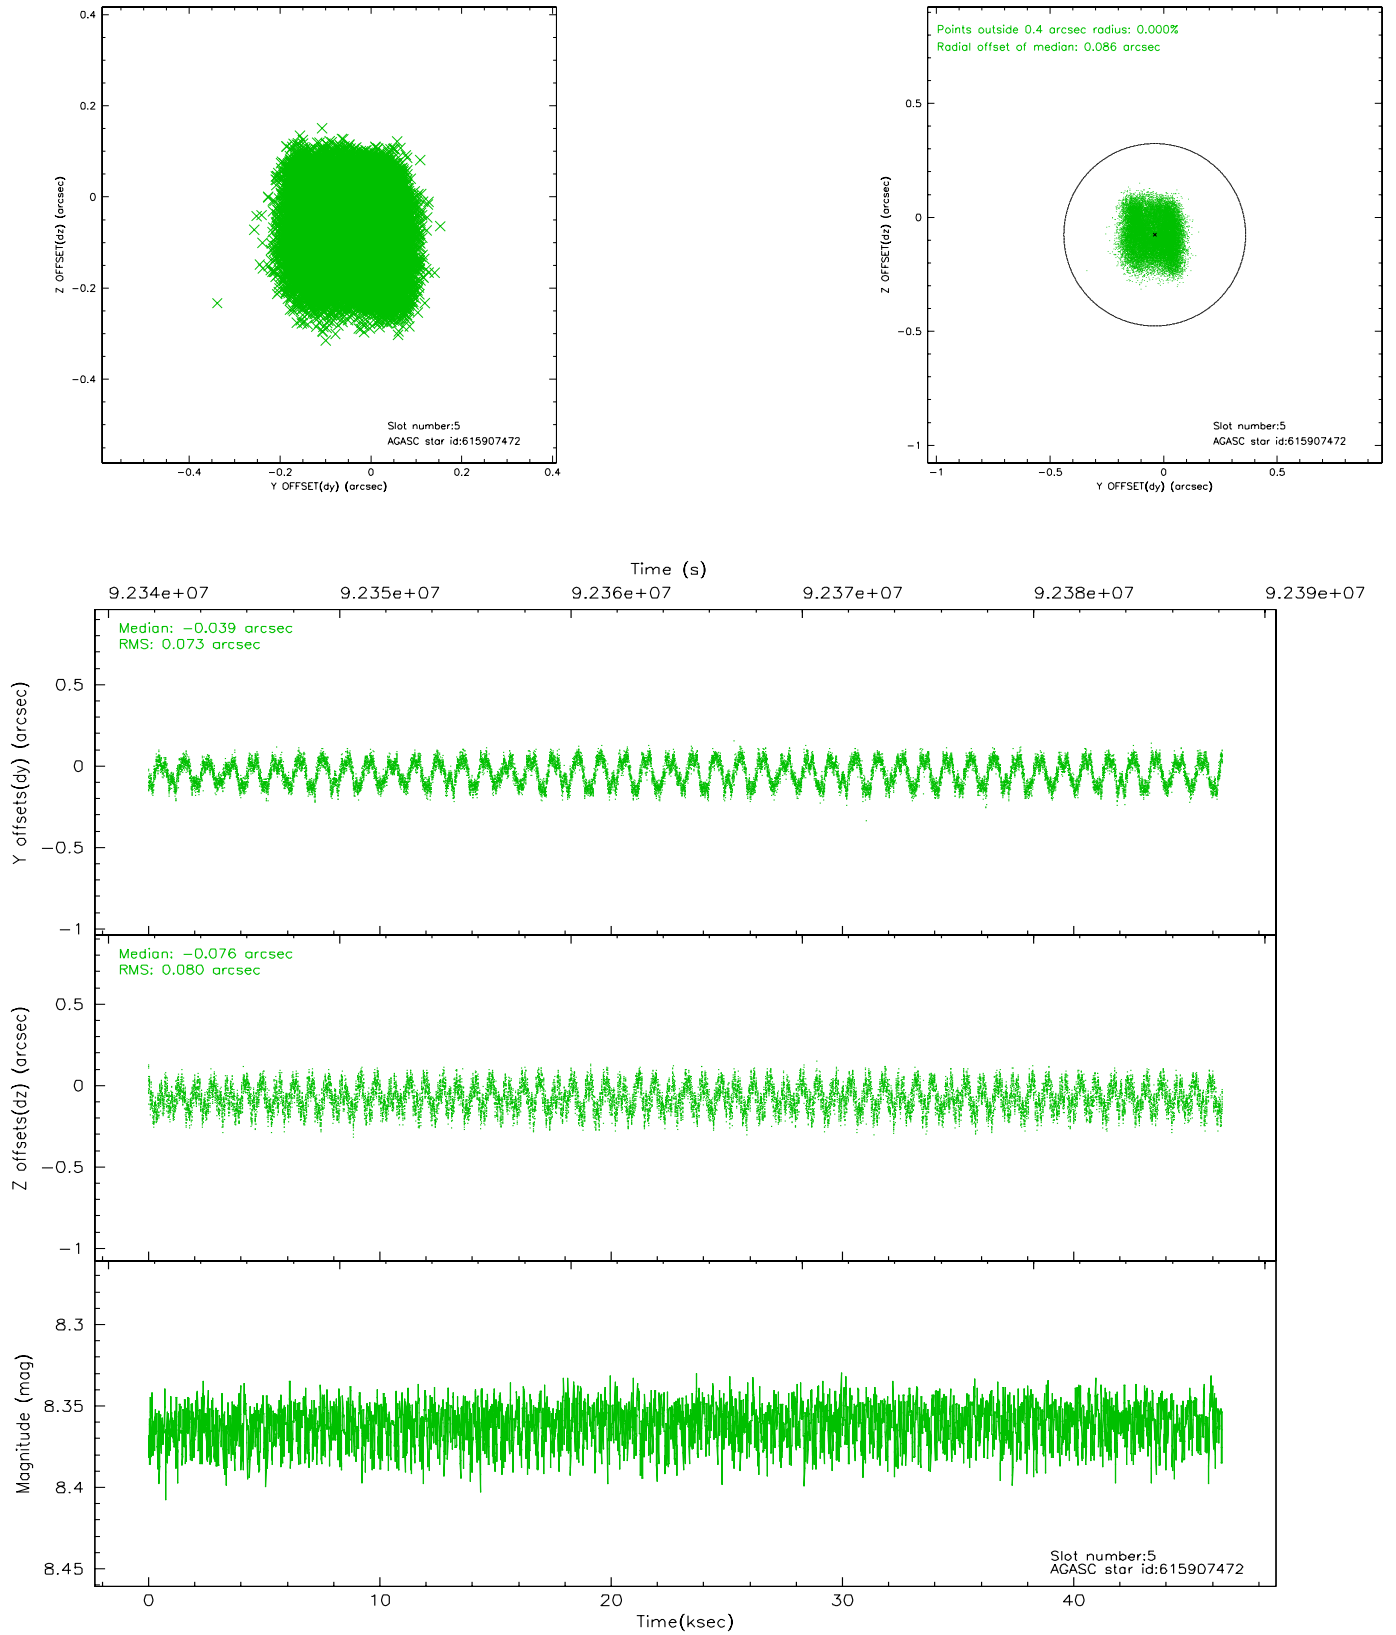 0.4
0.2
0
−0.2
−0.4
Z OFFSET(dz) (arcsec)
Slot number:5
AGASC star id:615907472
−0.4
−0.2
0
0.2
0.4
Y OFFSET(dy) (arcsec)
Points outside 0.4 arcsec radius: 0.000%
Radial offset of median: 0.086 arcsec
0.5
0
−0.5
−1
Z OFFSET(dz) (arcsec)
Slot number:5
AGASC star id:615907472
−1
−0.5
0
0.5
Y OFFSET(dy) (arcsec)
Time (s)
9.234e+07
9.235e+07
9.236e+07
9.237e+07
9.238e+07
9.239e+07
Median: −0.039 arcsec
RMS: 0.073 arcsec
0.5
0
−0.5
−1
Y offsets(dy) (arcsec)
Median: −0.076 arcsec
RMS: 0.080 arcsec
0.5
0
−0.5
−1
Z offsets(dz) (arcsec)
8.3
8.35
8.4
8.45
Magnitude (mag)
Slot number:5
AGASC star id:615907472
0
10
20
30
40
Time(ksec)